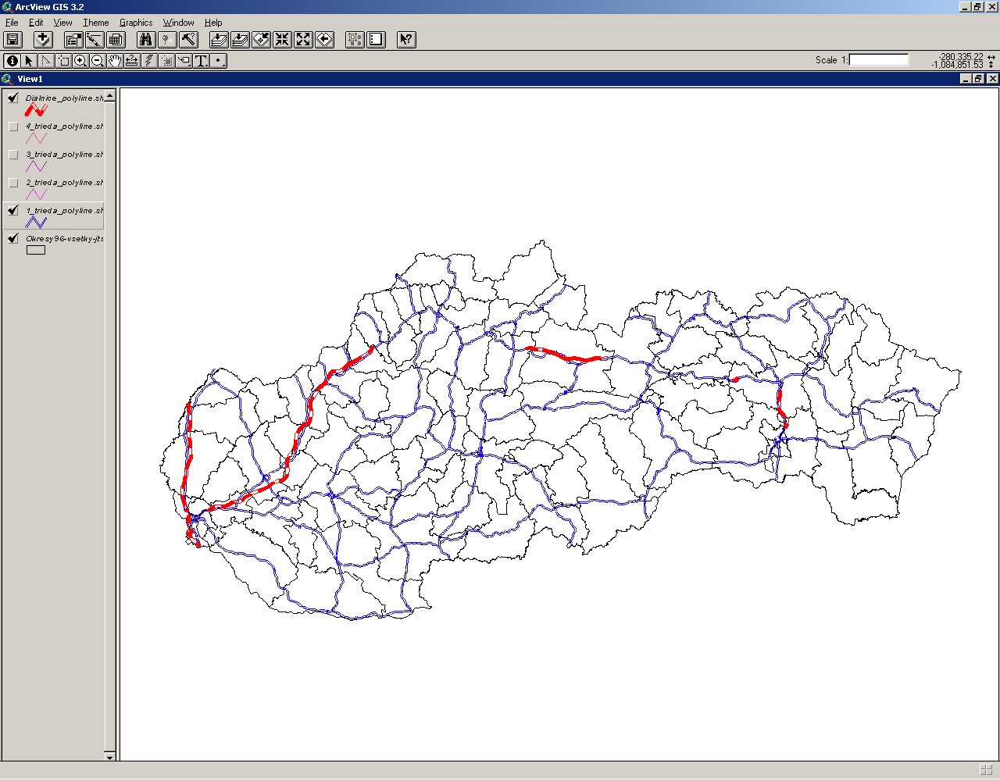 ArcView GIS 3.2
File Edit View Theme Graphics Window Help
Scale 1:
-280,335.22
-1,084,851.53
View1
Dialnice_polyline.sh
4_trieda_polyline.sh
3_trieda_polyline.sh
2_trieda_polyline.sh
1_trieda_polyline.sh
Okresy96-vsetky-jts